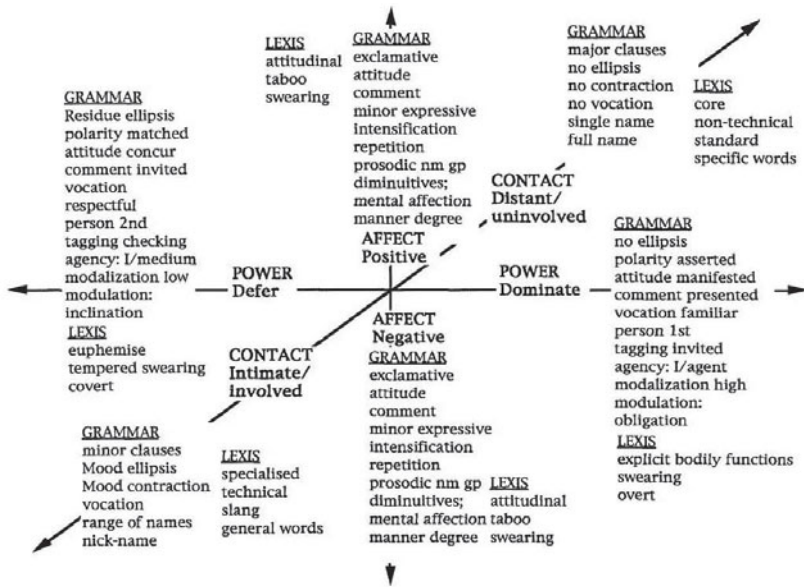 LEXIS
attitudinal
taboo
swearing
GRAMMAR
exclamative
attitude
comment
minor expressive
intensification
repetition
prosodic nm gp
diminuitives;
mental affection
manner degree
GRAMMAR
major clauses
no ellipsis
no contraction
no vocation
single name
full name
LEXIS
core
non-technical
standard
specific words
GRAMMAR
Residue ellipsis
polarity matched
attitude concur
comment invited
vocation
respectful
person 2nd
tagging checking
agency: I/medium
modalization low
modulation:
inclination
LEXIS
euphemise
tempered swearing
covert
CONTACT
Distant/
uninvolved
AFFECT
Positive
POWER
Defer
POWER
Dominate
AFFECT
Negative
CONTACT
Intimate/
involved
GRAMMAR
no ellipsis
polarity asserted
attitude manifested
comment presented
vocation familiar
person 1st
tagging invited
agency: I/agent
modalization high
modulation:
obligation
LEXIS
explicit bodily functions
swearing
overt
GRAMMAR
minor clauses
Mood ellipsis
Mood contraction
vocation
range of names
nick-name
LEXIS
specialised
technical
slang
general words
GRAMMAR
exclamative
attitude
comment
minor expressive
intensification
repetition
prosodic nm gp
diminuitives;
mental affection
manner degree
LEXIS
attitudinal
taboo
swearing